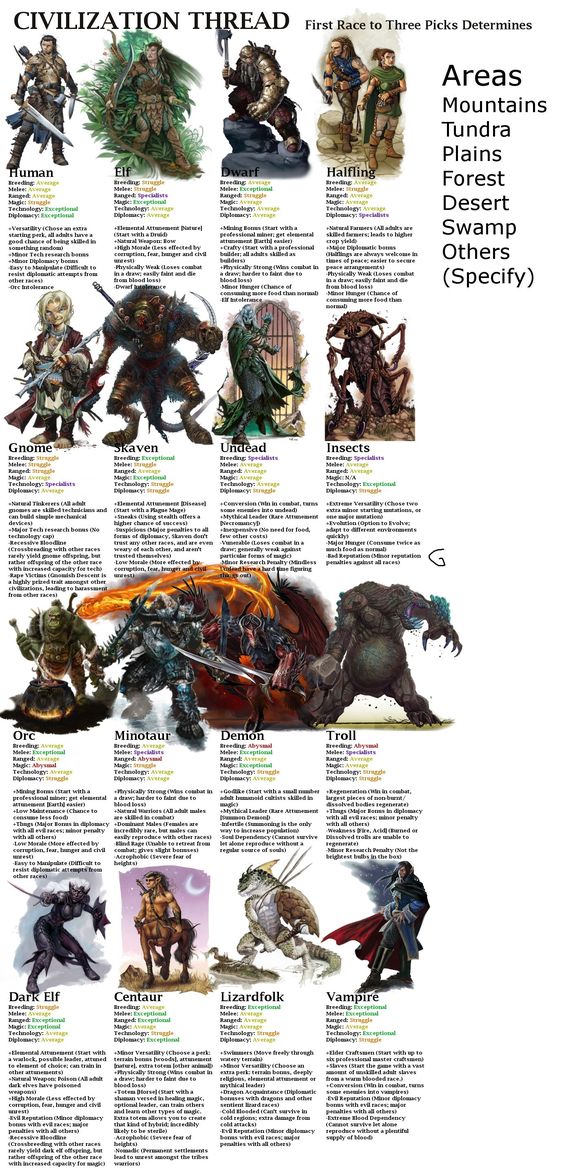 CIVILIZATION THREAD First Race to Three Picks Determines
Areas
Mountains
Tundra
Plains
Forest
Desert
Swamp
Others
(Specify)
Human
Breeding: Average
Melee: Average
Ranged: Average
Magic: Struggle
Technology: Exceptional
Diplomacy: Exceptional
+Versatility (Chose an extra
starting perk, all adults have a
good chance of being skilled in
something random)
+Minor Tech research bonus
+Minor Diplomacy bonus
-Easy to Manipulate (Difficult to
resist diplomatic attempts from
other races)
-Orc Intolerance
Elf
Breeding: Struggle
Melee: Struggle
Ranged: Specialists
Magic: Exceptional
Technology: Average
Diplomacy: Average
+Elemental Attunement [Nature]
(Start with a Druid)
+Natural Weapon: Bow
+High Morale (Less effected by
corruption, fear, hunger and civil
unrest)
-Physically Weak (Loses combat
in a draw; easily faint and die
from blood loss)
-Dwarf Intolerance
Dwarf
Breeding: Average
Melee: Exceptional
Ranged: Struggle
Magic: Average
Technology: Average
Diplomacy: Average
+Mining Bonus (Start with a
professional miner; get elemental
attunement [Earth] easier)
+Crafty (Start with a professional
builder; all adults skilled as
builders)
+Physically Strong (Wins combat in
a draw; harder to faint due to
blood loss)
-Minor Hunger (Chance of
consuming more food than normal)
-Elf Intolerance
Halfling
Breeding: Average
Melee: Struggle
Ranged: Average
Magic: Average
Technology: Average
Diplomacy: Specialists
+Natural Farmers (All adults are
skilled farmers; leads to higher
crop yield)
+Major Diplomatic bonus
(Halflings are always welcome in
times of peace; easier to secure
peace arrangements)
-Physically Weak (Loses combat
in a draw; easily faint and die
from blood loss)
-Minor Hunger (Chance of
consuming more food than
normal)
Gnome
Breeding: Struggle
Melee: Struggle
Ranged: Average
Magic: Average
Technology: Specialists
Diplomacy: Average
+Natural Tinkerers (All adult
gnomes are skilled technicians and
can build simple mechanical
devices)
+Major Tech research bonus (No
technology cap)
-Recessive Bloodline
(Crossbreeding with other races
rarely yield gnome offspring, but
rather offspring of the other race
with increased capacity for tech)
-Rape Victims (Gnomish Descent is
a highly prized trait amongst other
civilizations, leading to harassment
from other races)
Skaven
Breeding: Exceptional
Melee: Struggle
Ranged: Average
Magic: Exceptional
Technology: Average
Diplomacy: Struggle
+Elemental Attunement [Disease]
(Start with a Plague Mage)
+Sneaks (Using stealth offers a
higher chance of success)
-Suspicious (Major penalties to all
forms of diplomacy, Skaven don't
trust any other races, and are even
weary of each other, and aren't
trusted themselves)
-Low Morale (More effected by
corruption, fear, hunger and civil
unrest)
Undead
Breeding: Specialists
Melee: Average
Ranged: Struggle
Magic: Average
Technology: Struggle
Diplomacy: Struggle
+Conversion (Win in combat, turns
some enemies into undead)
+Mythical Leader (Rare Attunement
[Necromancy])
+Inexpensive (No need for food,
few other costs)
-Vunerable (Loses combat in a
draw; generally weak against
particular forms of magic)
-Minor Research Penalty (Mindless
Undead have a hard time figuring
things out)
Insects
Breeding: Specialists
Melee: Average
Ranged: Average
Magic: N/A
Technology: Exceptional
Diplomacy: Struggle
+Extreme Versatility (Chose two
extra minor starting mutations, or
one major mutation)
+Evolution (Option to Evolve;
adapt to different environments
quickly)
-Major Hunger (Consume twice as
much food as normal)
-Bad Reputation (Minor reputation
penalties against all races)
Orc
Breeding: Average
Melee: Exceptional
Ranged: Average
Magic: Abysmal
Technology: Average
Diplomacy: Struggle
+Mining Bonus (Start with a
professional miner; get elemental
attunement [Earth] easier)
+Low Maintenance (Chance to
consume less food)
+Thugs (Major Bonus in diplomacy
with all evil races; minor penalty
with all others)
-Low Morale (More effected by
corruption, fear, hunger and civil
unrest)
-Easy to Manipulate (Difficult to
resist diplomatic attempts from
other races)
Minotaur
Breeding: Average
Melee: Specialists
Ranged: Abysmal
Magic: Struggle
Technology: Average
Diplomacy: Average
+Physically Strong (Wins combat
in a draw; harder to faint due to
blood loss)
+Natural Warriors (All adult males
are skilled in combat)
+Dominant Males (Females are
incredibly rare, but males can
easily reproduce with other races)
-Blind Rage (Unable to retreat from
combat; gives slight bonuses)
-Acrophobic (Severe fear of
heights)
Demon
Breeding: Abysmal
Melee: Exceptional
Ranged: Average
Magic: Exceptional
Technology: Struggle
Diplomacy: Struggle
+Godlike (Start with a small number
adult humanoid cultists skilled in
magic)
+Mythical Leader (Rare Attunement
[Summon Demon])
-Infertile (Summoning is the only
way to increase population)
-Soul Dependency (Cannot survive
let alone reproduce without a
regular source of souls)
Troll
Breeding: Abysmal
Melee: Specialists
Ranged: Average
Magic: Average
Technology: Struggle
Diplomacy: Struggle
+Regeneration (Win in combat,
largest pieces of non-burnt/
dissolved bodies regenerate)
+Thugs (Major Bonus in diplomacy
with all evil races; minor penalty
with all others)
-Weakness [Fire, Acid] (Burned or
Dissolved trolls are unable to
regenerate)
-Minor Research Penalty (Not the
brightest bulbs in the box)
Dark Elf
Breeding: Struggle
Melee: Average
Ranged: Exceptional
Magic: Exceptional
Technology: Average
Diplomacy: Struggle
+Elemental Attunement (Start with
a warlock, possible leader, attuned
to element of choice; can train in
other attunements)
+Natural Weapon: Poison (All adult
dark elves have poisoned
weapons)
+High Morale (Less effected by
corruption, fear, hunger and civil
unrest)
-Evil Reputation (Minor diplomacy
bonus with evil races; major
penalties with all others)
-Recessive Bloodline
(Crossbreeding with other races
rarely yield dark elf offspring, but
rather offspring of the other race
with increased capacity for magic)
Centaur
Breeding: Average
Melee: Average
Ranged: Exceptional
Magic: Average
Technology: Struggle
Diplomacy: Exceptional
+Minor Versatility (Choose a perk;
terrain bonus [woods], attunement
[nature], extra totem [other animal])
+Physically Strong (Wins combat in
a draw; harder to faint due to
blood loss)
+Totem [Horse] (Start with a
shaman versed in healing magic,
optional leader, can train others
and learn other types of magic.
Extra totem allows you to create
that kind of hybrid; incredibly
likely to be sterile)
-Acrophobic (Severe fear of
heights)
-Nomadic (Permanent settlements
lead to unrest amongst the tribes
warriors)
Lizardfolk
Breeding: Exceptional
Melee: Average
Ranged: Struggle
Magic: Average
Technology: Average
Diplomacy: Average
+Swimmers (Move freely through
watery terrain)
+Minor Versatility (Choose an
extra perk: terrain bonus, deeply
religious, elemental attunement or
mythical leader)
+Dragon Acquaintance (Diplomatic
bonuses with dragons and other
sentient lizard races)
-Cold Blooded (Can't survive in
cold regions; extra damage from
cold attacks)
-Evil Reputation (Minor diplomacy
bonus with evil races; major
penalties with all others)
Vampire
Breeding: Exceptional
Melee: Exceptional
Ranged: Struggle
Magic: Average
Technology: Exceptional
Diplomacy: Struggle
+Elder Craftsmen (Start with up to
six professional master craftsmen)
+Slaves (Start the game with a vast
amount of unskilled adult slaves
from a warm blooded race.)
+Conversion (Win in combat, turns
some enemies into vampires)
-Evil Reputation (Minor diplomacy
bonus with evil races; major
penalties with all others)
-Extreme Blood Dependency
(Cannot survive let alone
reproduce without a plentiful
supply of blood)